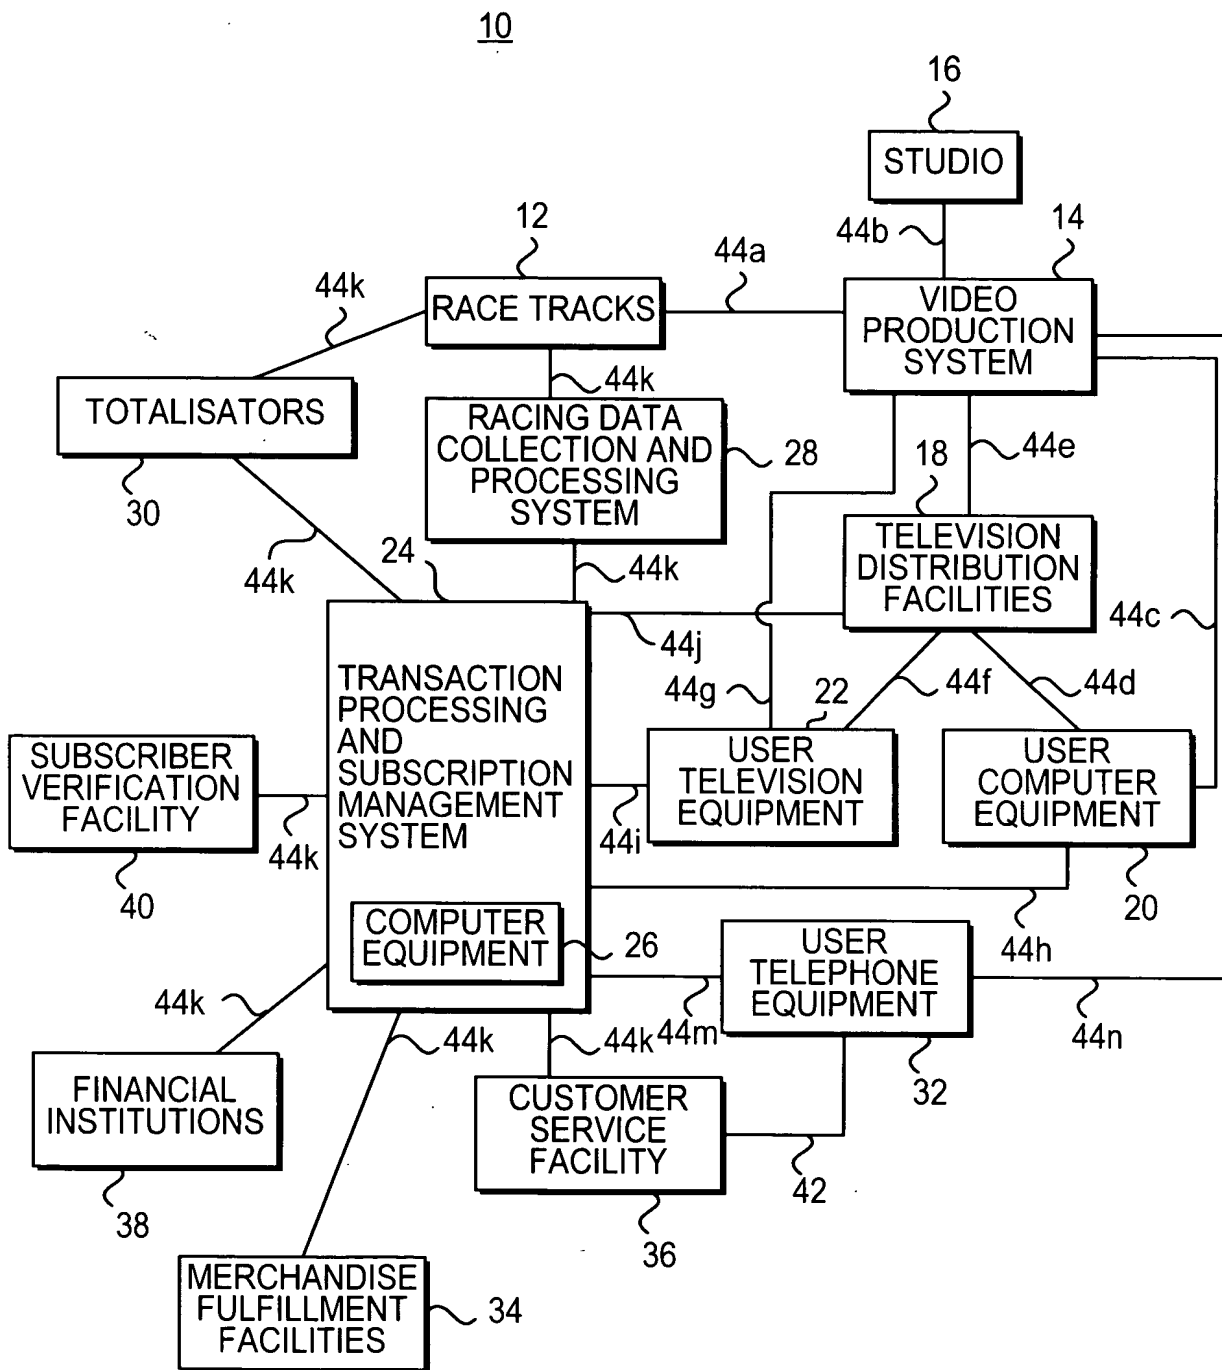 10
16
STUDIO
12
44b
14
44a
44k
RACE TRACKS
VIDEO
PRODUCTION
SYSTEM
44k
TOTALISATORS
RACING DATA
COLLECTION AND
PROCESSING
SYSTEM
28
18
44e
30
TELEVISION
DISTRIBUTION
FACILITIES
24
44k
44k
44c
44j
TRANSACTION
PROCESSING
AND
SUBSCRIPTION
MANAGEMENT
SYSTEM
44g
22
44f
44d
SUBSCRIBER
VERIFICATION
FACILITY
USER
TELEVISION
EQUIPMENT
USER
COMPUTER
EQUIPMENT
44k
44i
40
20
COMPUTER
EQUIPMENT
26
USER
TELEPHONE
EQUIPMENT
44h
44k
44k
44k
44m
44n
FINANCIAL
INSTITUTIONS
CUSTOMER
SERVICE
FACILITY
32
42
38
36
MERCHANDISE
FULFILLMENT
FACILITIES
34